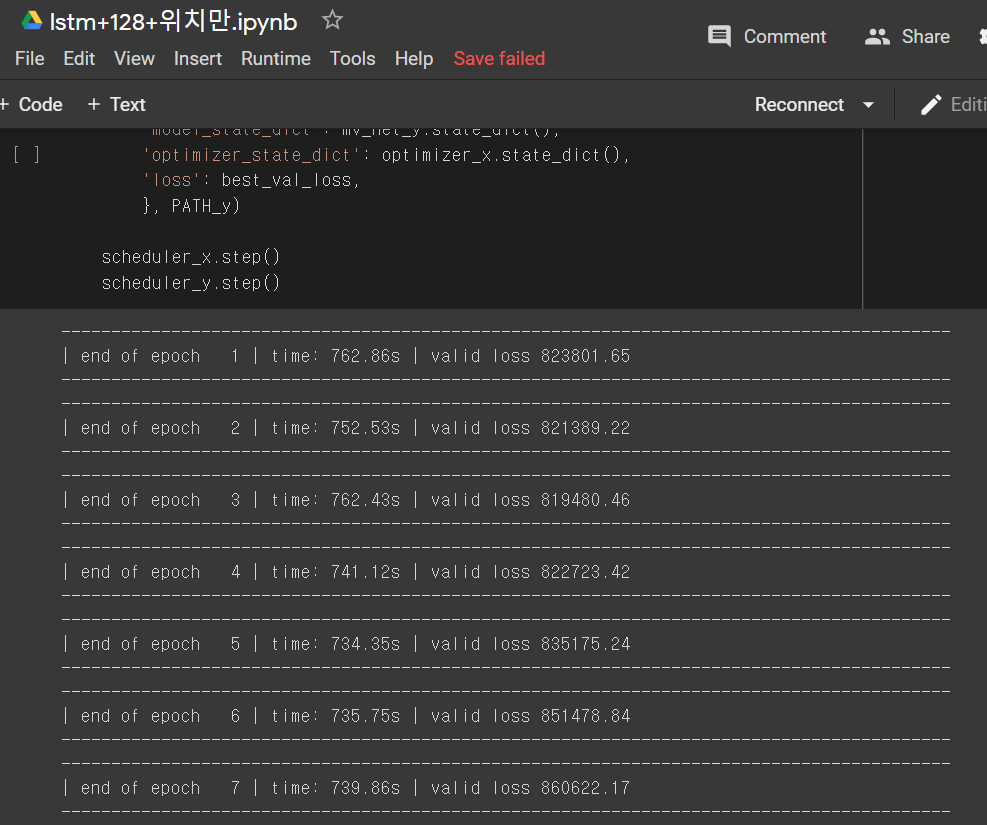 lstm+128+위치만.ipynb
Comment Share
File Edit View Insert Runtime Tools Help Save failed
+ Code + Text Reconnect Editi
'model_state_dict': mv_net_y.state_dict(),
[ ] 'optimizer_state_dict': optimizer_x.state_dict(),
'loss': best_val_loss,
}, PATH_y)
scheduler_x.step()
scheduler_y.step()
-----------------------------------------------------------------------------------------
| end of epoch   1 | time: 762.86s | valid loss 823801.65
-----------------------------------------------------------------------------------------
-----------------------------------------------------------------------------------------
| end of epoch   2 | time: 752.53s | valid loss 821389.22
-----------------------------------------------------------------------------------------
-----------------------------------------------------------------------------------------
| end of epoch   3 | time: 762.43s | valid loss 819480.46
-----------------------------------------------------------------------------------------
-----------------------------------------------------------------------------------------
| end of epoch   4 | time: 741.12s | valid loss 822723.42
-----------------------------------------------------------------------------------------
-----------------------------------------------------------------------------------------
| end of epoch   5 | time: 734.35s | valid loss 835175.24
-----------------------------------------------------------------------------------------
-----------------------------------------------------------------------------------------
| end of epoch   6 | time: 735.75s | valid loss 851478.84
-----------------------------------------------------------------------------------------
-----------------------------------------------------------------------------------------
| end of epoch   7 | time: 739.86s | valid loss 860622.17
-----------------------------------------------------------------------------------------